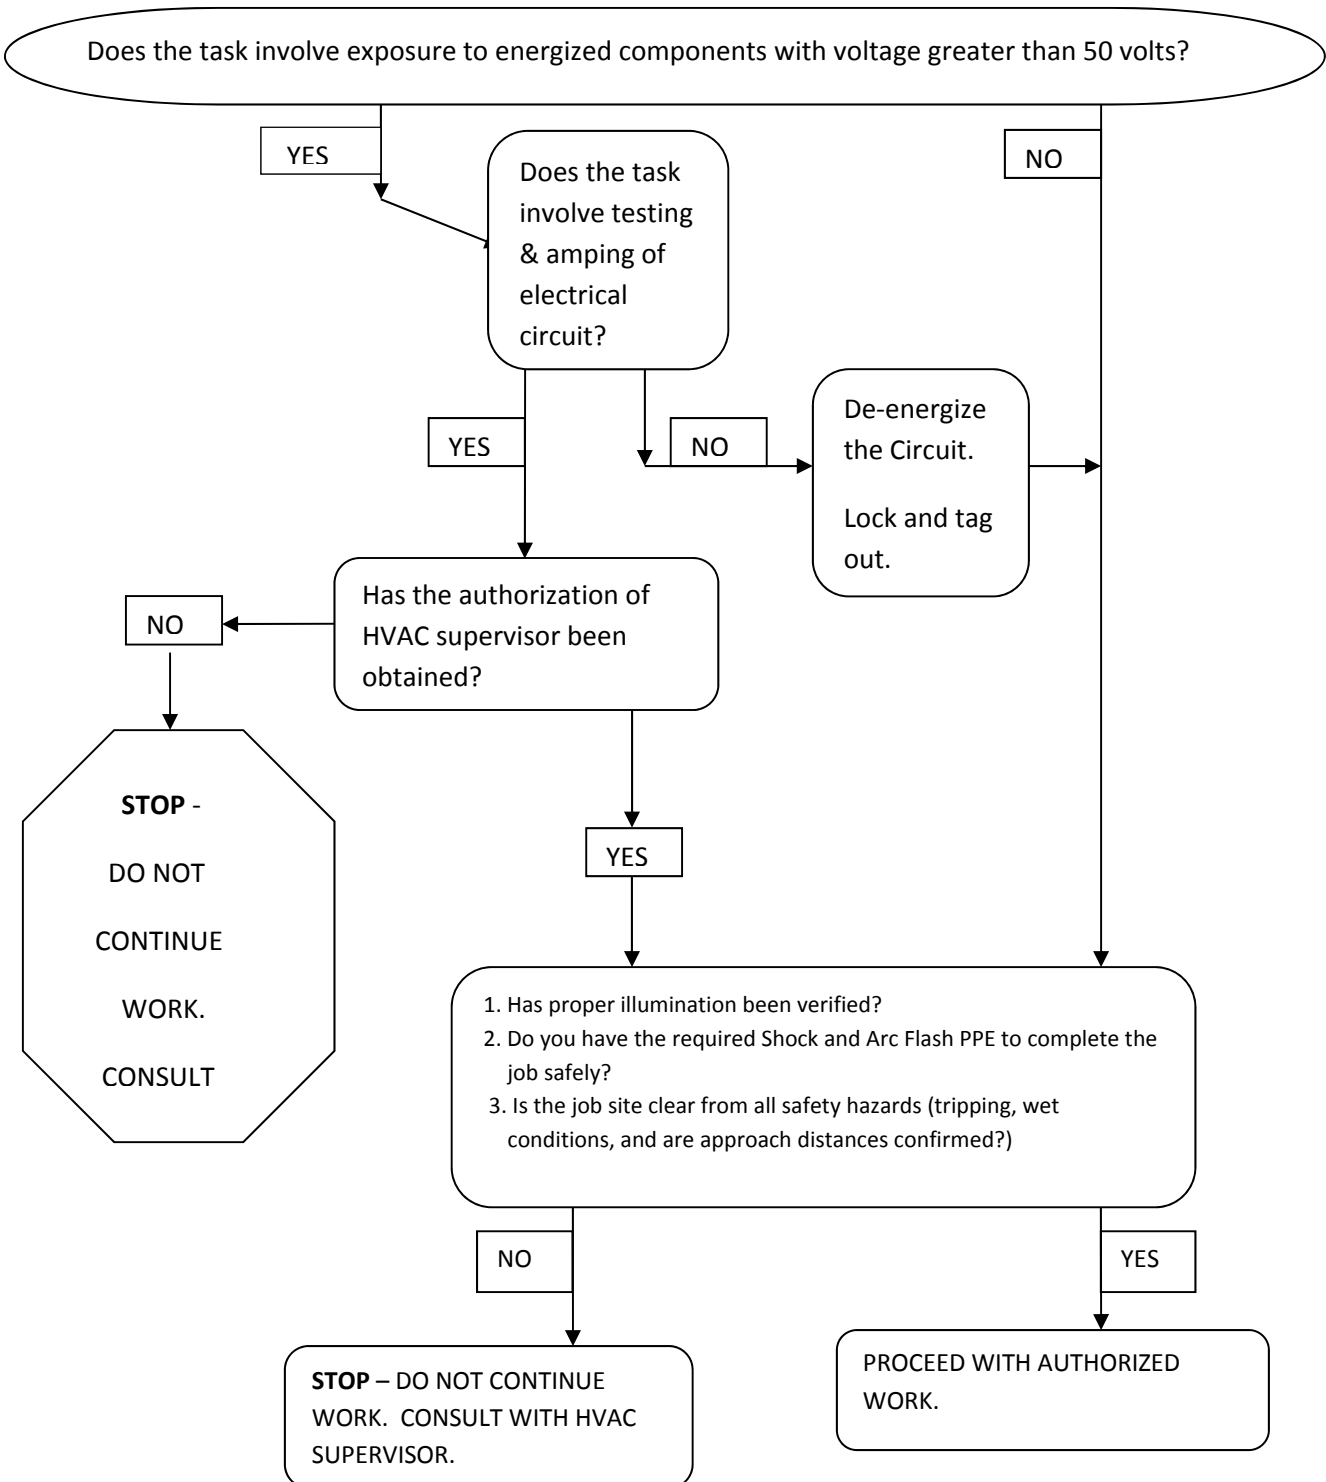 Does the task involve exposure to energized components with voltage greater than 50 volts?
YES
NO
Does the task
involve testing
& amping of
electrical
circuit?
YES
NO
De-energize
the Circuit.
Lock and tag
out.
Has the authorization of
HVAC supervisor been
obtained?
NO
STOP -
DO NOT
CONTINUE
WORK.
CONSULT
YES
1. Has proper illumination been verified?
2. Do you have the required Shock and Arc Flash PPE to complete the
job safely?
3. Is the job site clear from all safety hazards (tripping, wet
conditions, and are approach distances confirmed?)
NO
YES
STOP – DO NOT CONTINUE
WORK. CONSULT WITH HVAC
SUPERVISOR.
PROCEED WITH AUTHORIZED
WORK.